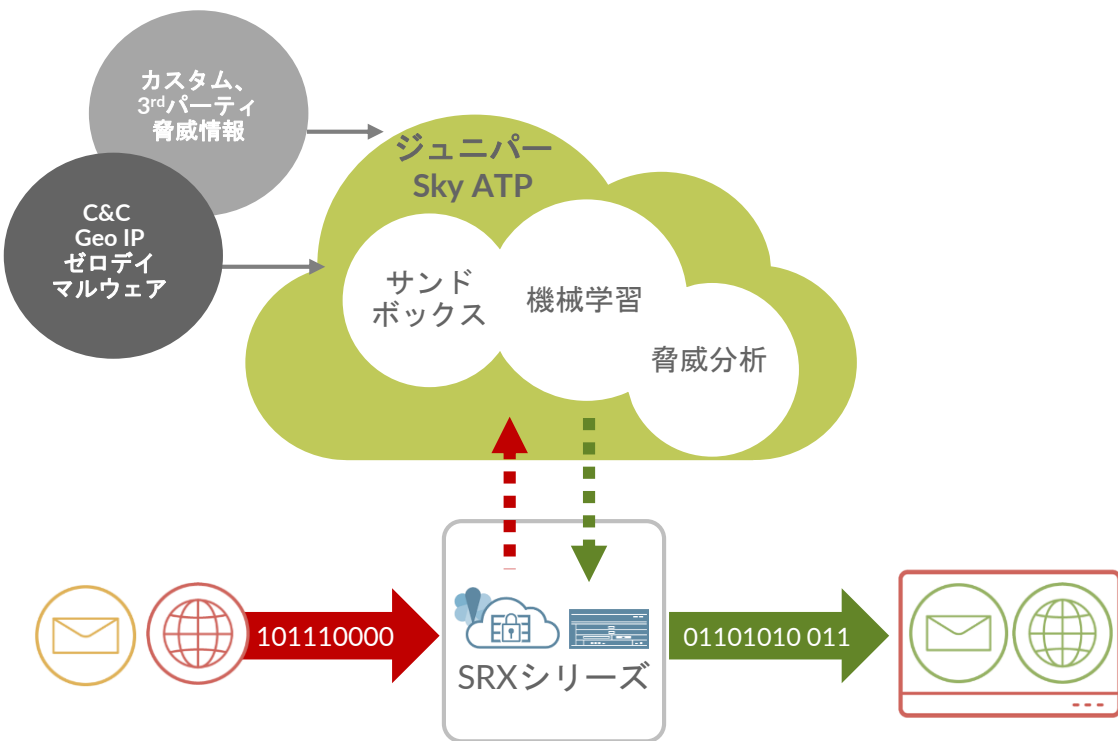 カスタム、
3rdパーティ
脅威情報
C&C
Geo IP
ゼロデイ
マルウェア
ジュニパー
Sky ATP
サンド
ボックス
機械学習
脅威分析
101110000
SRXシリーズ
01101010 011